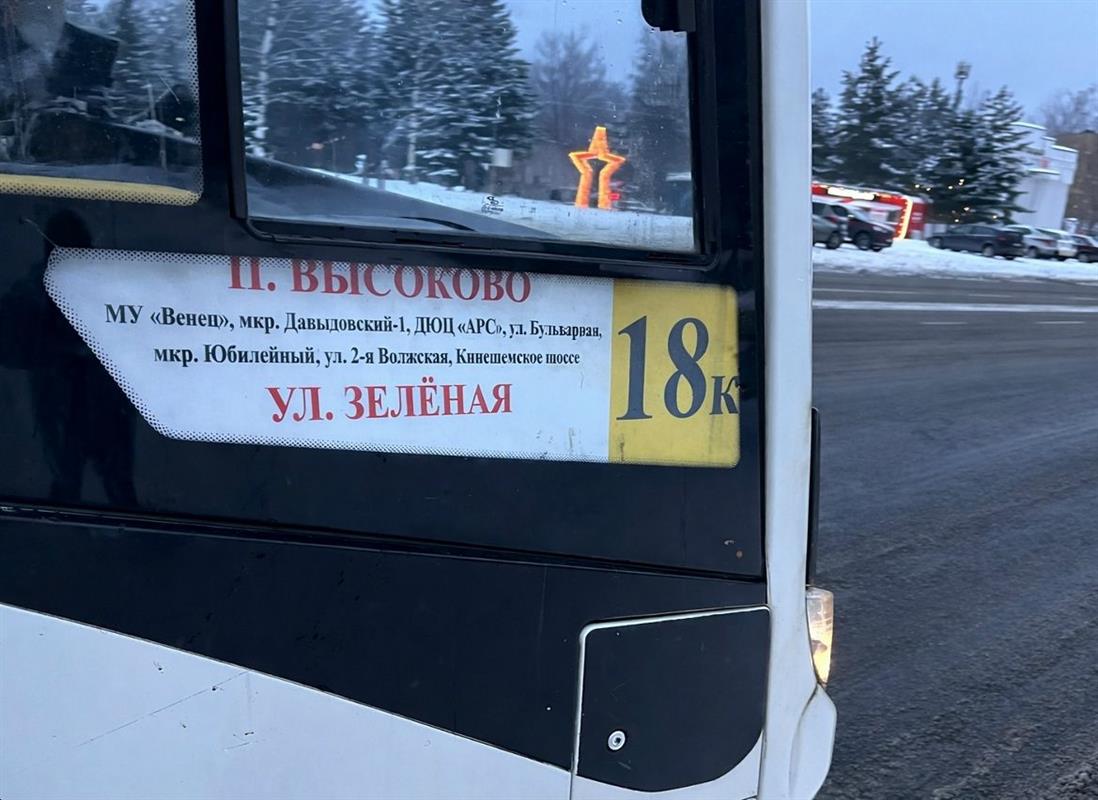 П. ВЫСОКОВО
МУ «Венец», мкр. Давыдовский-1, ДЮЦ «АРС», ул. Бульварная,
мкр. Юбилейный, ул. 2-я Волжская, Кинешемское шоссе
УЛ. ЗЕЛЁНАЯ
18к